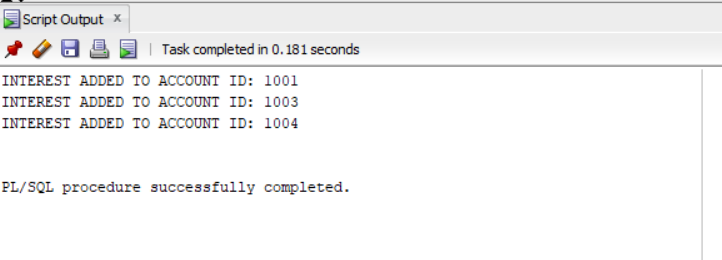 Script Output x
Task completed in 0.181 seconds
INTEREST ADDED TO ACCOUNT ID: 1001
INTEREST ADDED TO ACCOUNT ID: 1003
INTEREST ADDED TO ACCOUNT ID: 1004
PL/SQL procedure successfully completed.